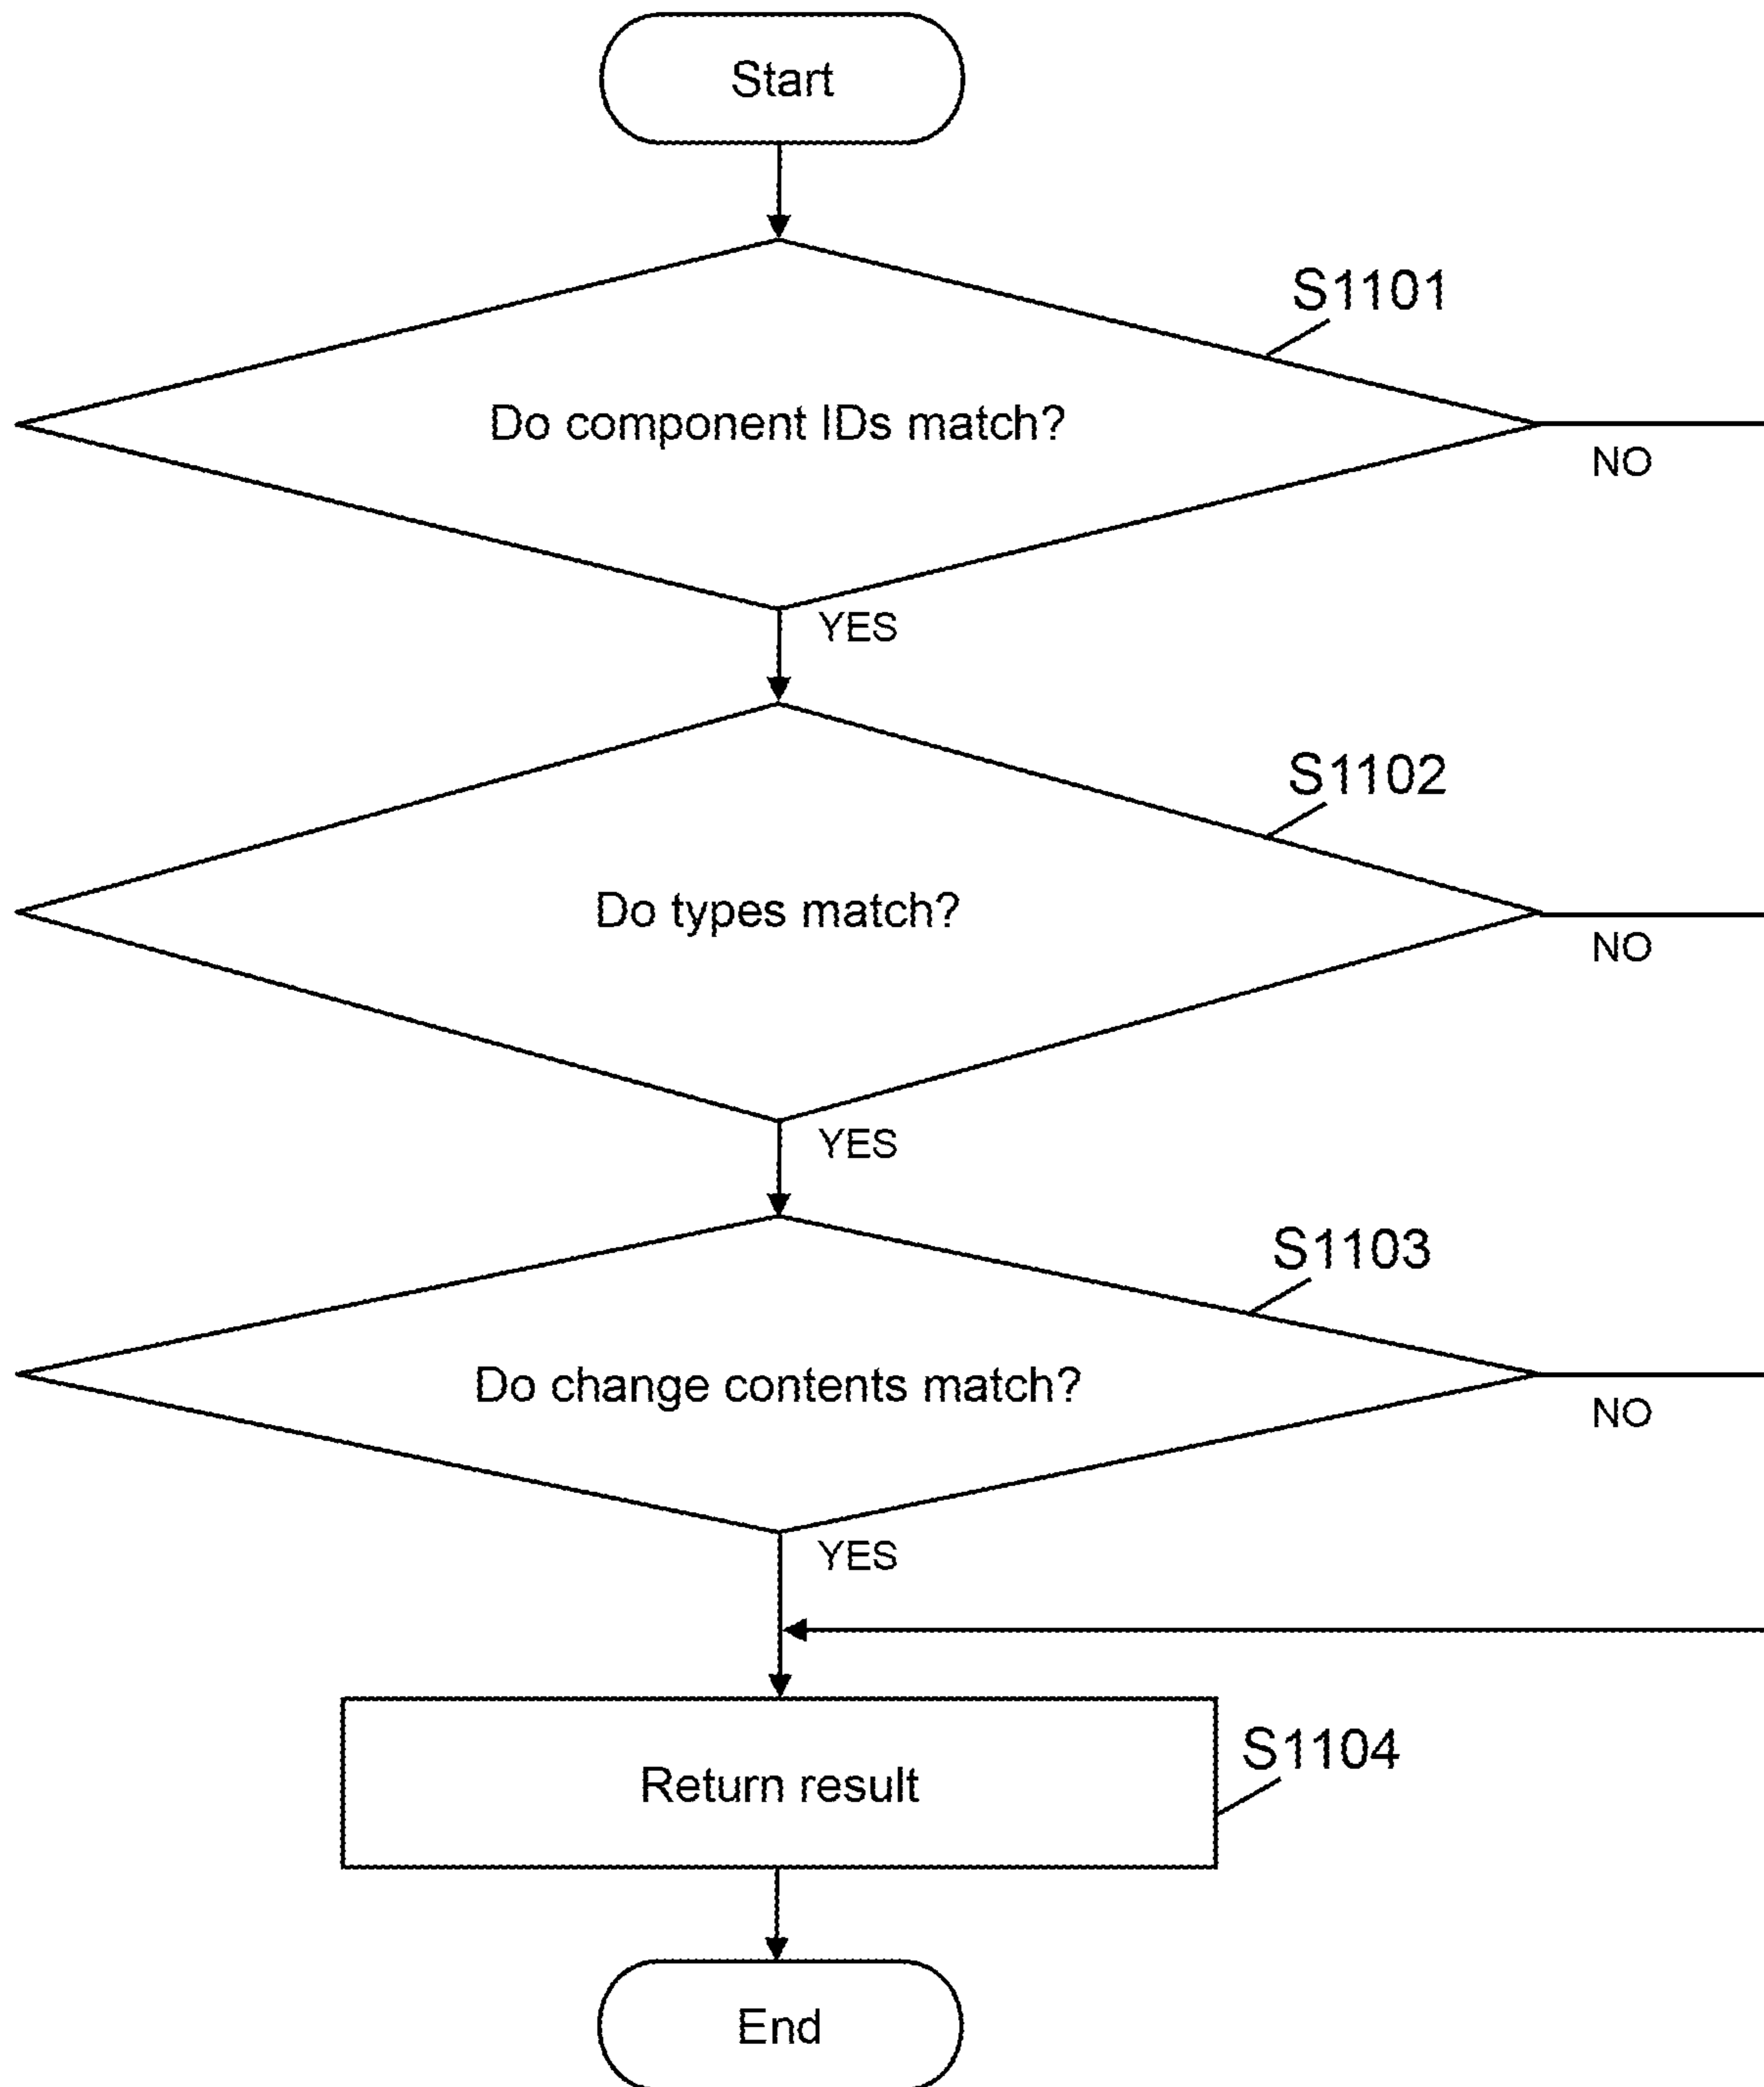 Start
S1101
Do component IDs match?
NO
YES
S1102
Do types match?
NO
YES
S1103
Do change contents match?
NO
YES
S1104
Return result
End